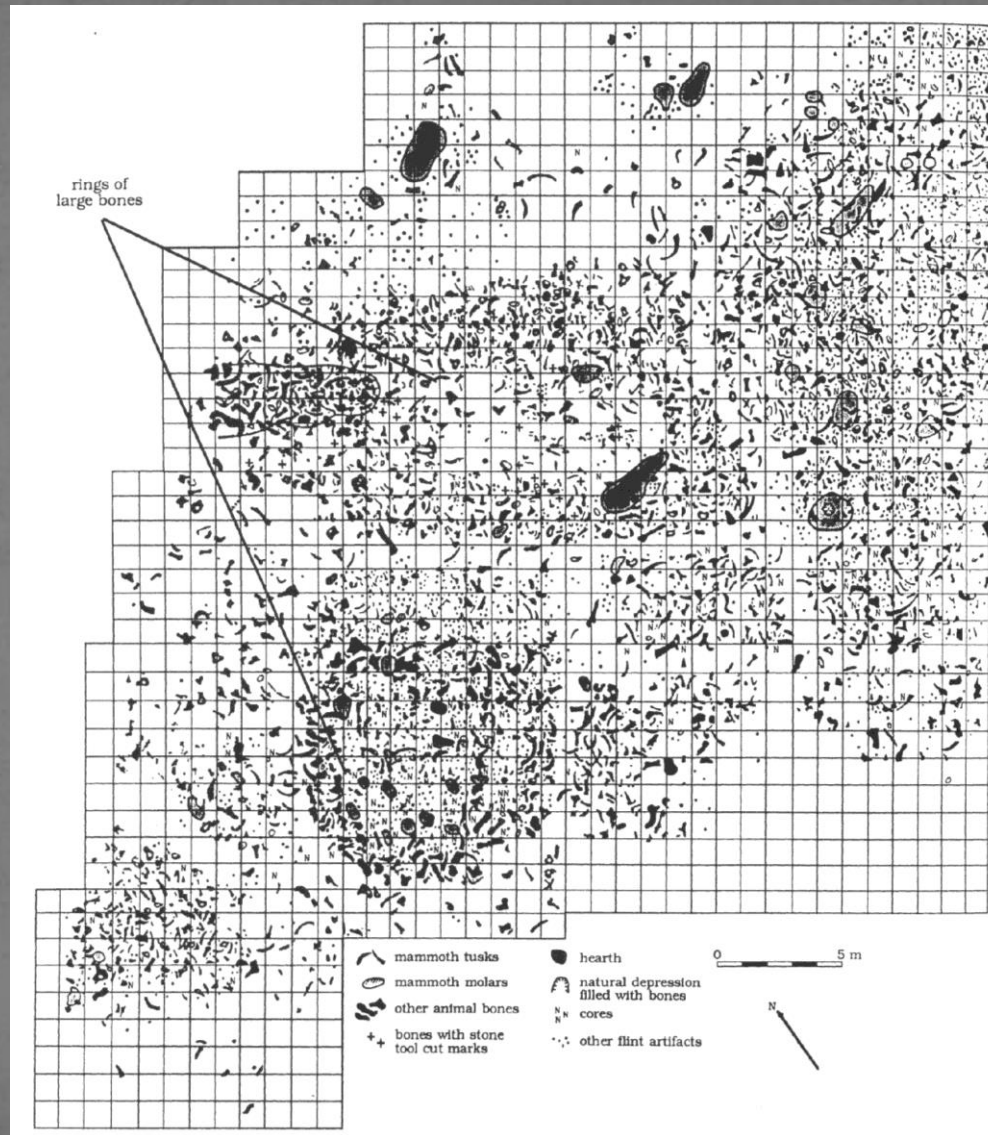 rings of
large bones
mammoth tusks
mammoth molars
other animal bones
bones with stone
tool cut marks
hearth
natural depression
filled with bones
N N
N
cores
other flint artifacts
0 5 m
N